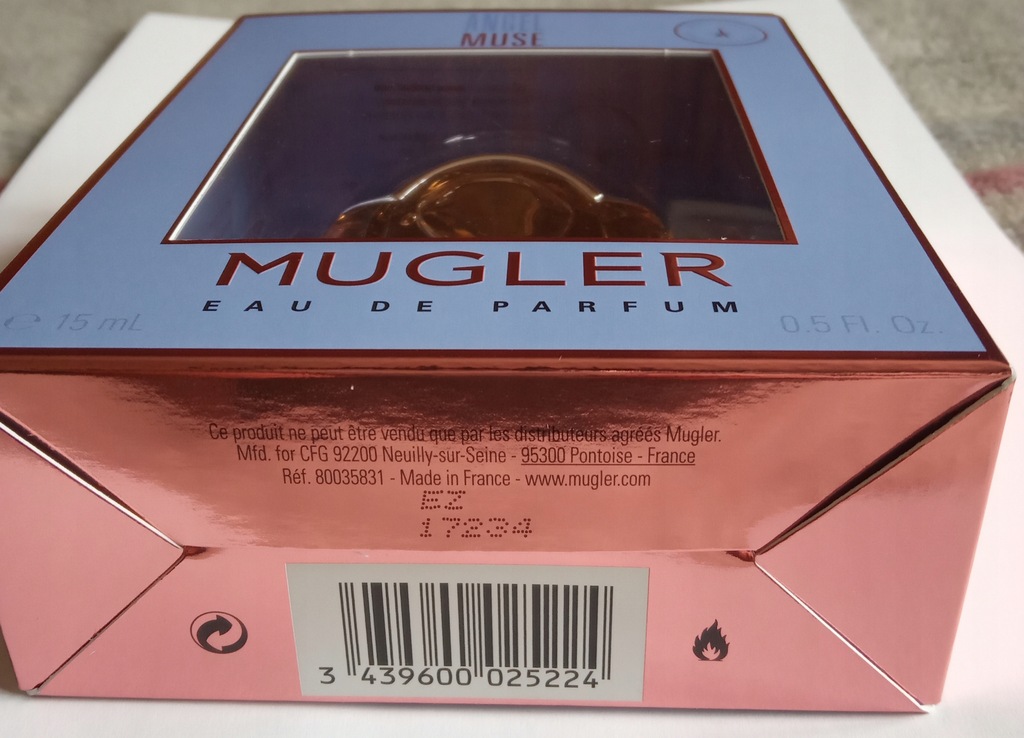 ANGEL
MUSE
MUGLER
EAU DE PARFUM
℮ 15 mL
0.5 Fl. Oz.
Ce produit ne peut être vendu que par les distributeurs agréés Mugler.
Mfd. for CFG 92200 Neuilly-sur-Seine - 95300 Pontoise - France
Réf. 80035831 - Made in France - www.mugler.com
EZ
17234
3 439600 025224